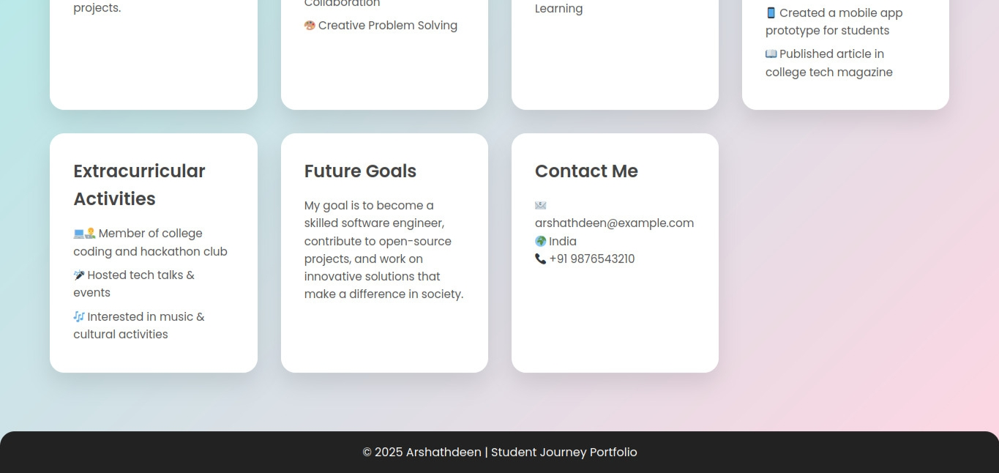 projects.
Collaboration
🎨 Creative Problem Solving
Learning
📱 Created a mobile app
prototype for students
📖 Published article in
college tech magazine
Extracurricular
Activities
💻👨‍💻 Member of college
coding and hackathon club
🎤 Hosted tech talks &
events
🎶 Interested in music &
cultural activities
Future Goals
My goal is to become a
skilled software engineer,
contribute to open-source
projects, and work on
innovative solutions that
make a difference in society.
Contact Me
📧
arshathdeen@example.com
🌍 India
📞 +91 9876543210
© 2025 Arshathdeen | Student Journey Portfolio